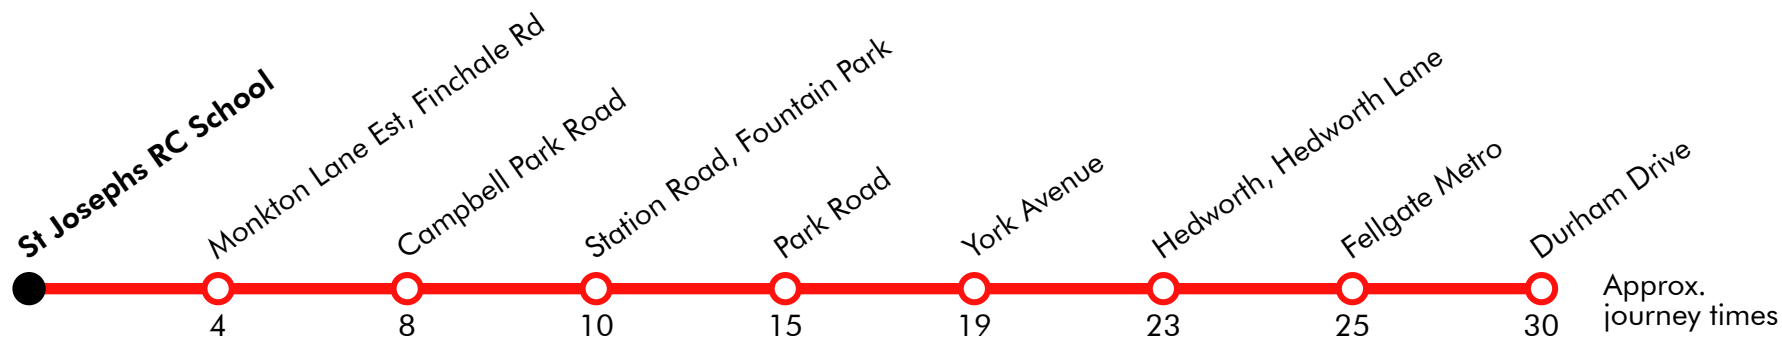 St Josephs RC School
Monkton Lane Est, Finchale Rd
Campbell Park Road
Station Road, Fountain Park
Park Road
York Avenue
Hedworth, Hedworth Lane
Fellgate Metro
Durham Drive
4
8
10
15
19
23
25
30
Approx.
journey times